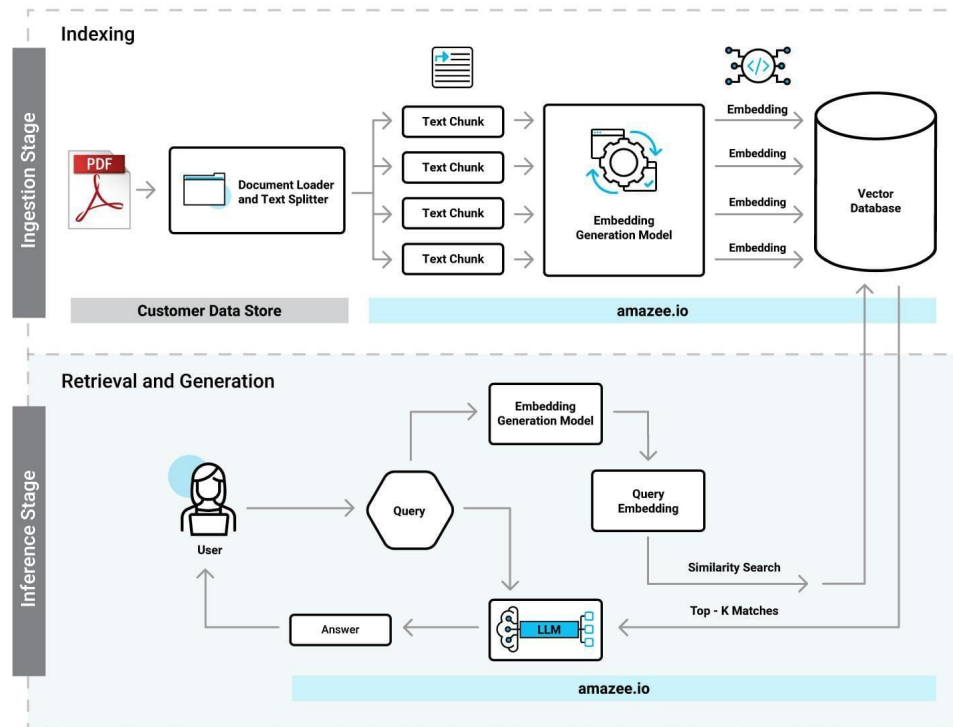 Indexing
Ingestion Stage
PDF
Document Loader
and Text Splitter
Text Chunk
Text Chunk
Text Chunk
Text Chunk
</>
Embedding
Generation Model
Embedding
Embedding
Embedding
Embedding
Vector
Database
Customer Data Store
amazee.io
Retrieval and Generation
Inference Stage
User
Query
Embedding
Generation Model
Query
Embedding
Similarity Search
Top - K Matches
LLM
Answer
amazee.io